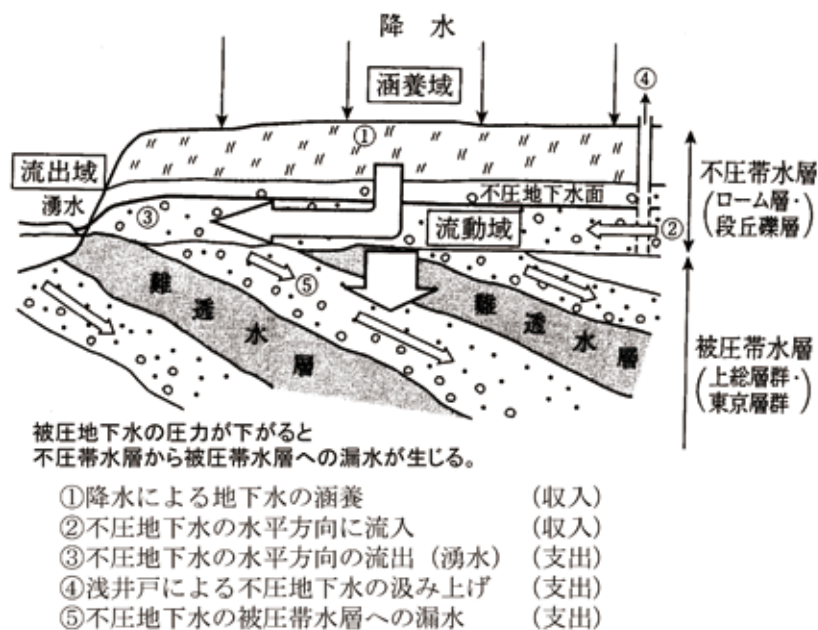 降水
涵養域
④
①
流出域
湧水
不圧地下水面
③
流動域
②
不圧帯水層
(ローム層・
段丘礫層)
⑤
難透水層
難透水層
被圧帯水層
(上総層群・
東京層群)
被圧地下水の圧力が下がると
不圧帯水層から被圧帯水層への漏水が生じる。
①降水による地下水の涵養 (収入)
②不圧地下水の水平方向に流入 (収入)
③不圧地下水の水平方向の流出(湧水) (支出)
④浅井戸による不圧地下水の汲み上げ (支出)
⑤不圧地下水の被圧帯水層への漏水 (支出)